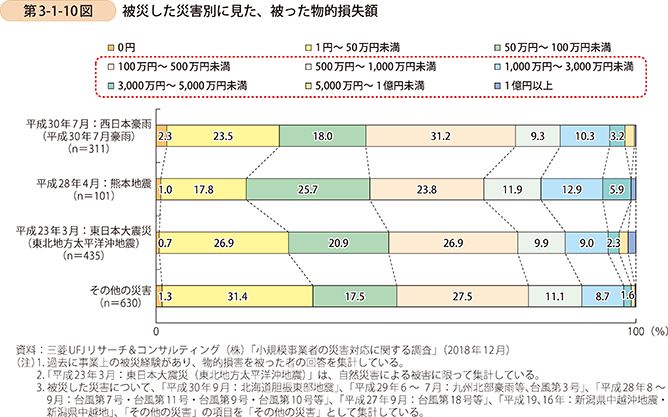 第3-1-10図 被災した災害別に見た、被った物的損失額
0円 1円～50万円未満 50万円～100万円未満
100万円～500万円未満 500万円～1,000万円未満 1,000万円～3,000万円未満
3,000万円～5,000万円未満 5,000万円～1億円未満 1億円以上
平成30年7月：西日本豪雨
（平成30年7月豪雨）
（n＝311）
2.3 23.5 18.0 31.2 9.3 10.3 3.2
平成28年4月：熊本地震
（n＝101）
1.0 17.8 25.7 23.8 11.9 12.9 5.9
平成23年3月：東日本大震災
（東北地方太平洋沖地震）
（n＝435）
0.7 26.9 20.9 26.9 9.9 9.0 2.3
その他の災害
（n＝630）
1.3 31.4 17.5 27.5 11.1 8.7 1.6
0 100 (％)
資料：三菱UFJリサーチ＆コンサルティング（株）「小規模事業者の災害対応に関する調査」（2018年12月）
（注）1. 過去に事業上の被災経験があり、物的損害を被った者の回答を集計している。
2.「平成23年3月：東日本大震災（東北地方太平洋沖地震）」は、自然災害による被害に限って集計している。
3. 被災した災害について、「平成30年9月：北海道胆振東部地震」、「平成29年6～7月：九州北部豪雨等、台風第3号」、「平成28年8～
9月：台風第7号・台風第11号・台風第9号・台風第10号等」、「平成27年9月：台風第18号等」、「平成19、16年：新潟県中越沖地震・
新潟県中越地」、「その他の災害」の項目を「その他の災害」として集計している。